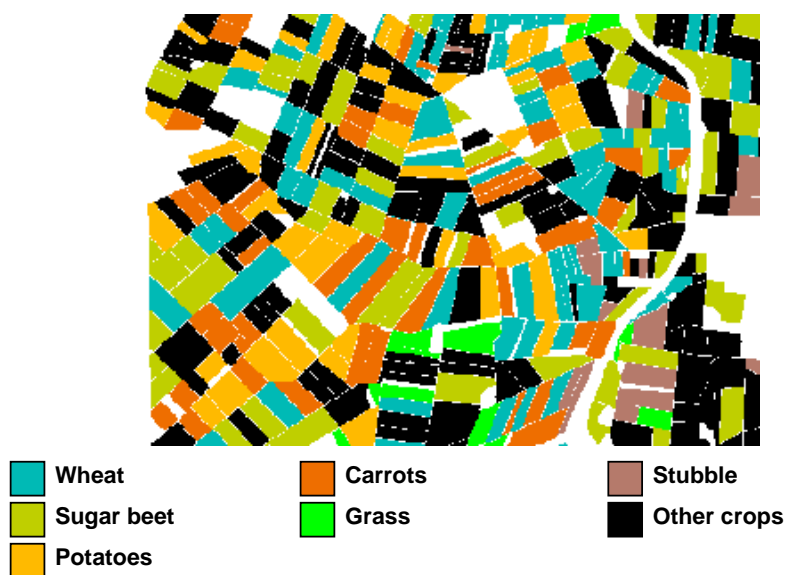 Wheat
Carrots
Stubble
Sugar beet
Grass
Other crops
Potatoes